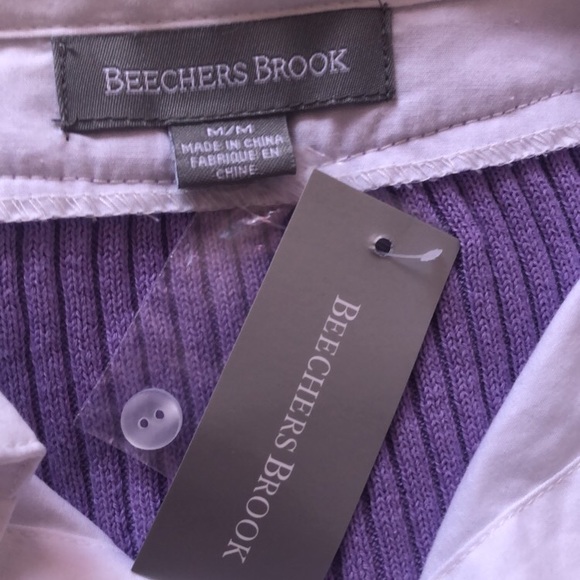 BEECHERS BROOK
M/M
MADE IN CHINA
FABRIQUE EN
CHINE
BEECHERS BROOK